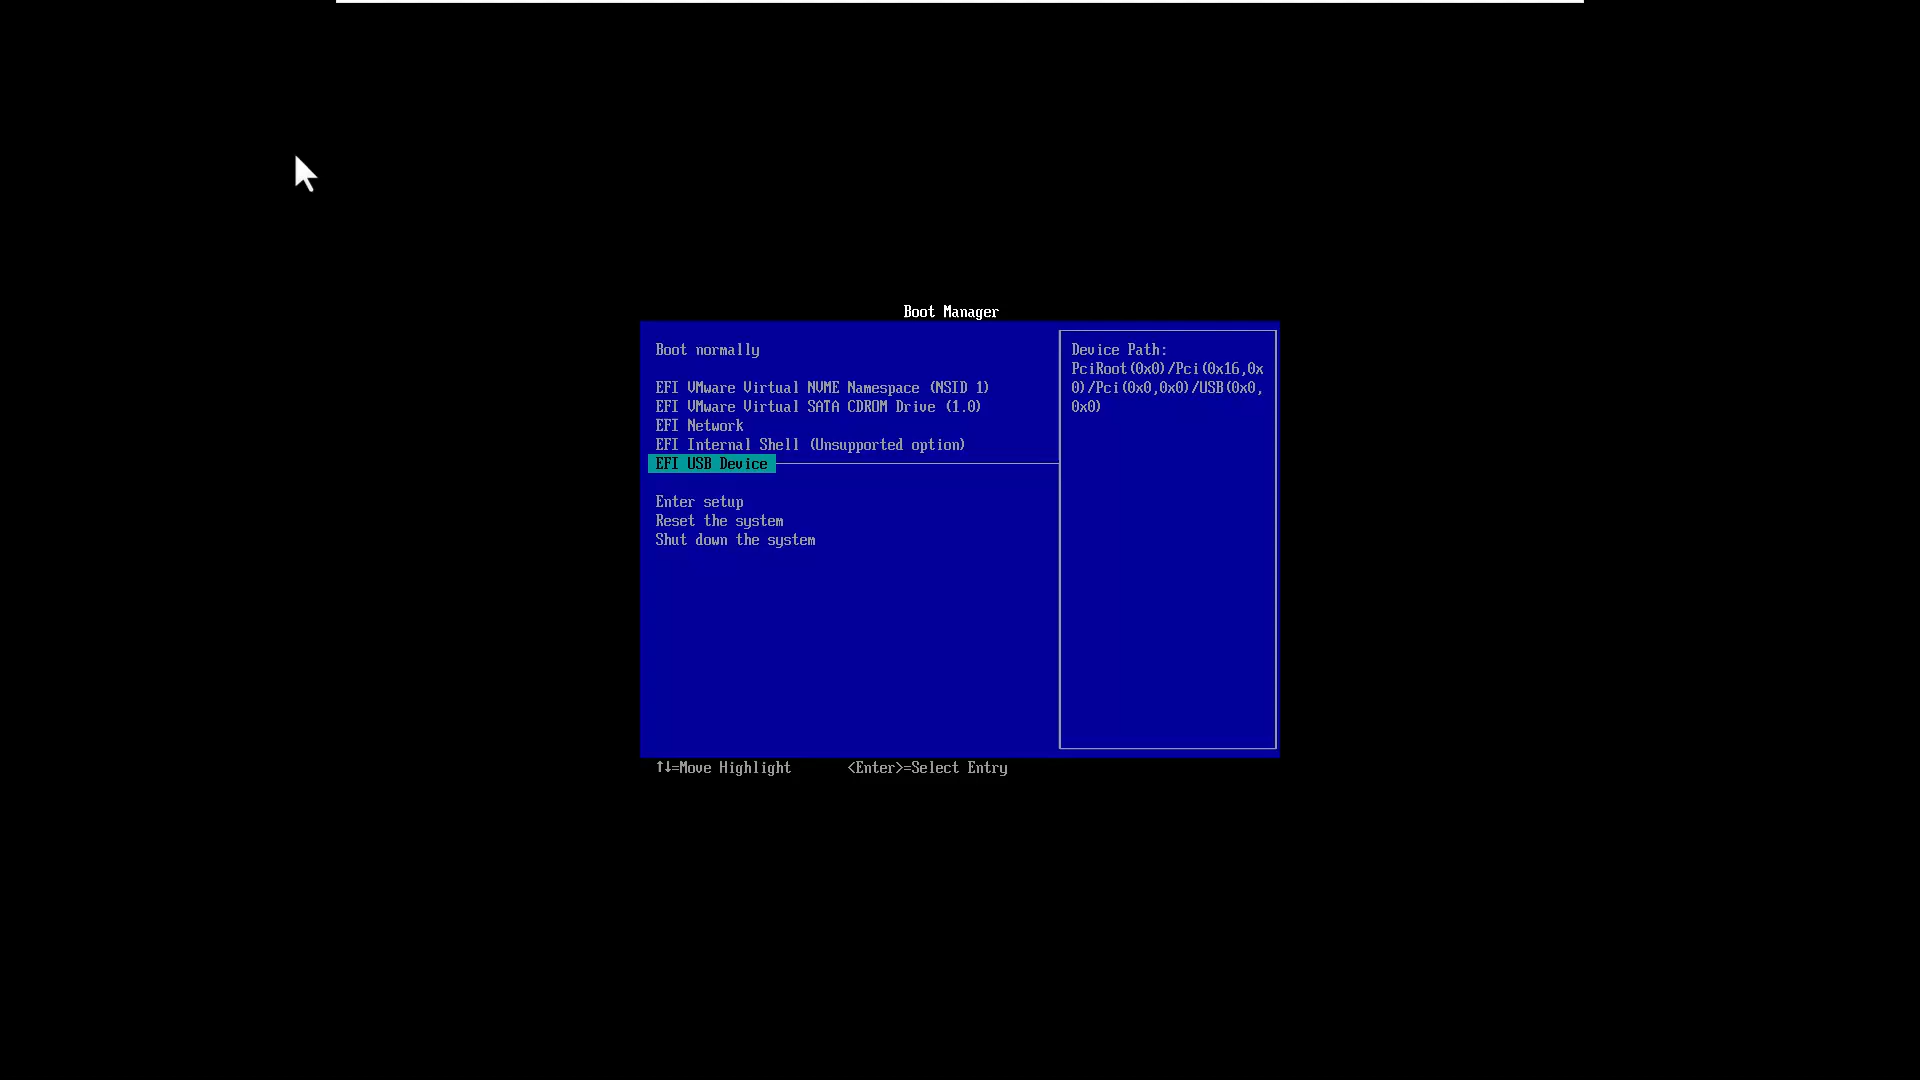 Boot Manager
Boot normally
EFI VMware Virtual NVME Namespace (NSID 1)
EFI VMware Virtual SATA CDROM Drive (1.0)
EFI Network
EFI Internal Shell (Unsupported option)
EFI USB Device
Enter setup
Reset the system
Shut down the system
Device Path:
PciRoot(0x0)/Pci(0x16,0x
0)/Pci(0x0,0x0)/USB(0x0,
0x0)
↑↓=Move Highlight <Enter>=Select Entry